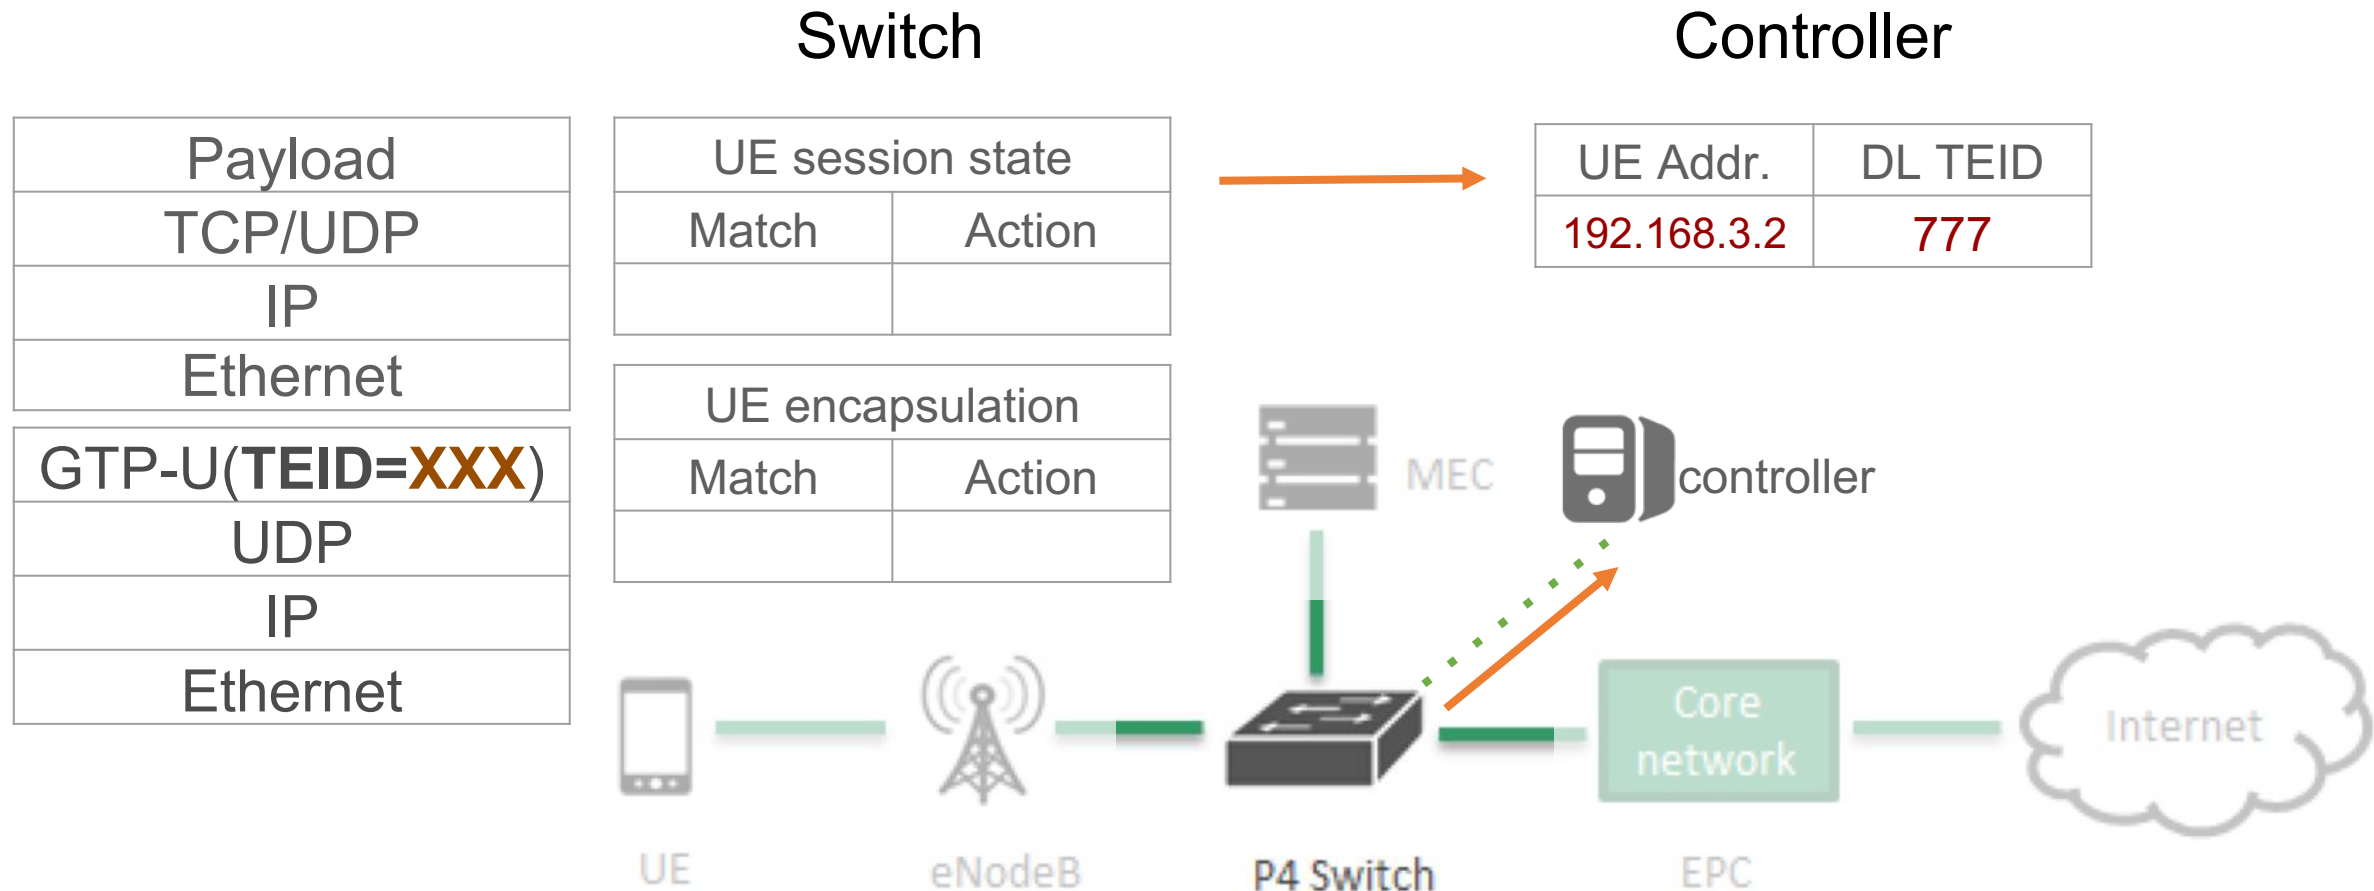 Switch
Controller
Payload
TCP/UDP
IP
Ethernet
GTP-U(TEID=XXX)
UDP
IP
Ethernet
UE session state
Match Action
UE encapsulation
Match Action
UE Addr. DL TEID
192.168.3.2 777
MEC
controller
Core
network
Internet
UE
eNodeB
P4 Switch
EPC